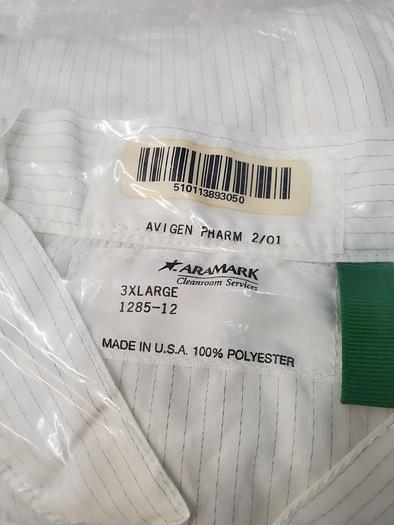 510113893050
AVIGEN PHARM 2/01
ARAMARK
Cleanroom Services
3XLARGE
1285-12
MADE IN U.S.A. 100% POLYESTER